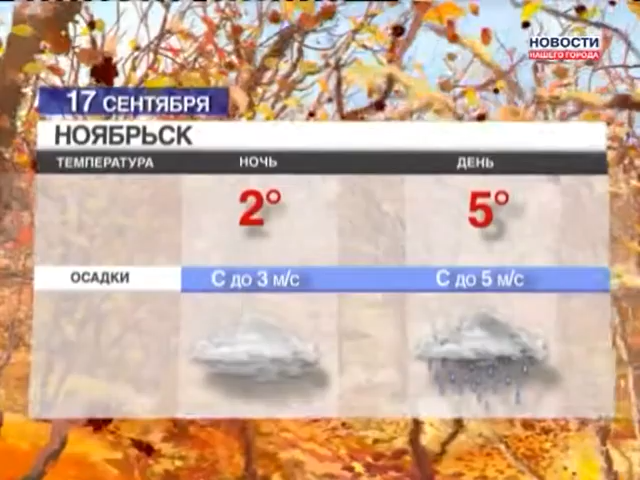 НОВОСТИ
НАШЕГО ГОРОДА
17 СЕНТЯБРЯ
НОЯБРЬСК
ТЕМПЕРАТУРА НОЧЬ ДЕНЬ
2° 5°
ОСАДКИ С ДО 3 М/С С ДО 5 М/С